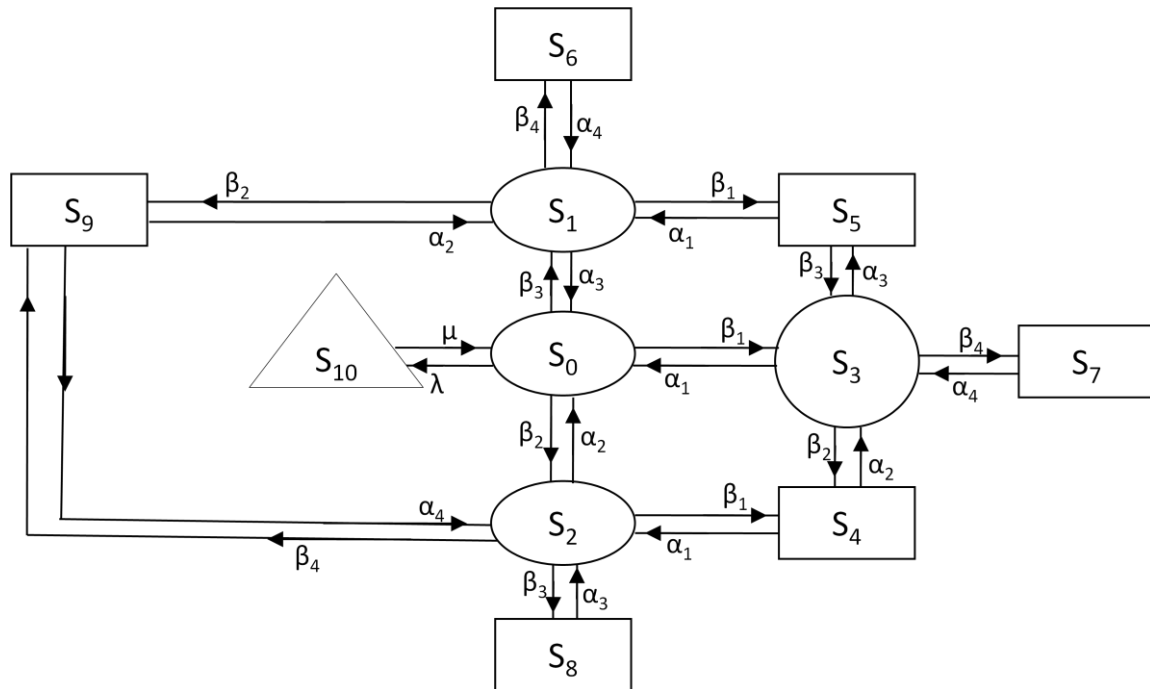 S₆
β₄ α₄
β₂ β₁
S₉ S₁ S₅
α₂ α₁
β₃ α₃ β₃ α₃
μ β₁ β₄
S₁₀ S₀ S₃ S₇
λ α₁ α₄
β₂ α₂ β₂ α₂
α₄ β₁
S₂ S₄
β₄ α₁
β₃ α₃
S₈